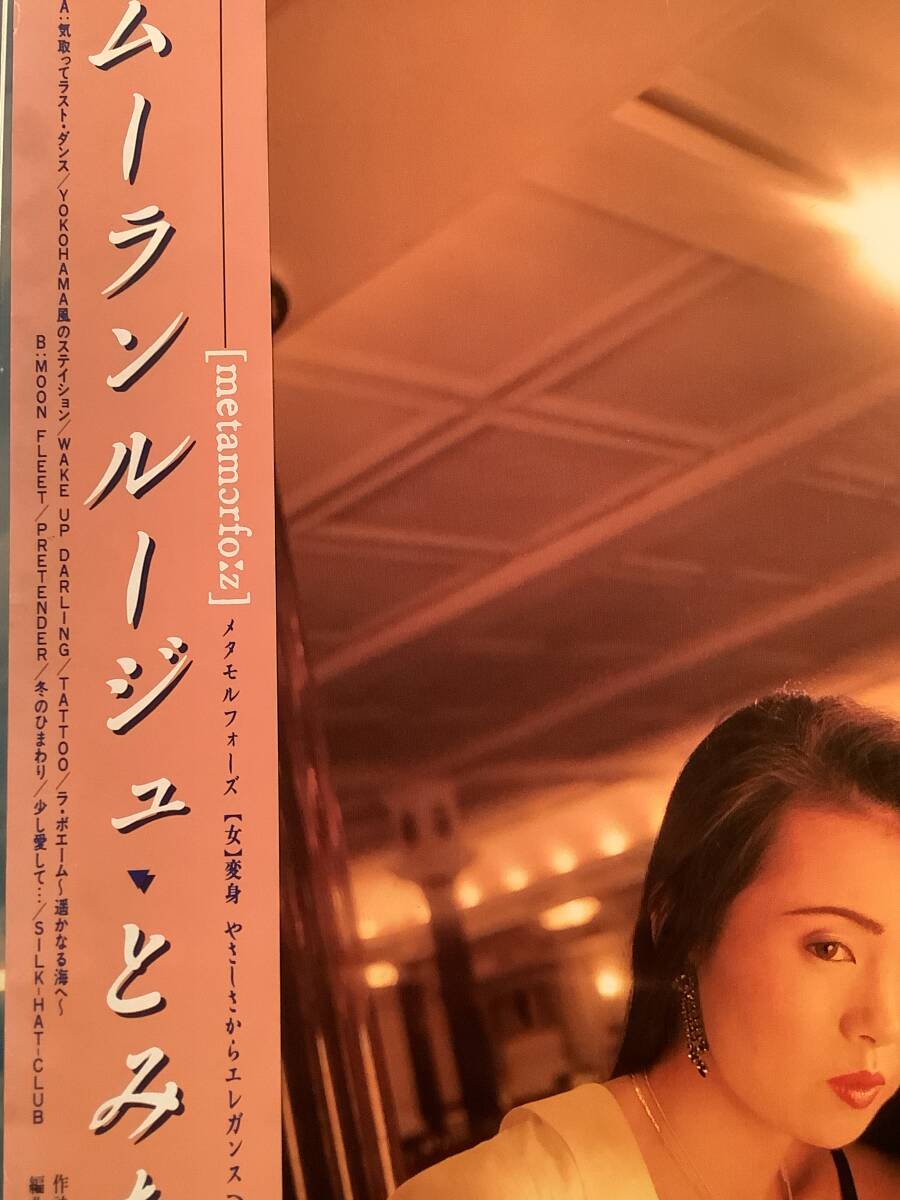 ムーランルージュ▼とみ
[metamɔrfo:z]
メタモルフォーズ 【女】変身 やさしさからエレガンス
A:気取ってラスト・ダンス/YOKOHAMA風のステイション/WAKE UP DARLING/TATTOO/ラ・ボエーム〜遥かなる海へ〜
B:MOON FLEET/PRETENDER/冬のひまわり/少し愛して…/SILK-HAT-CLUB
作
編